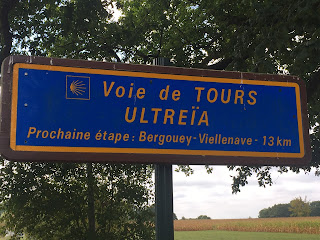 Voie de TOURS
ULTREÏA
Prochaine étape : Bergouey-Viellenave - 13 km